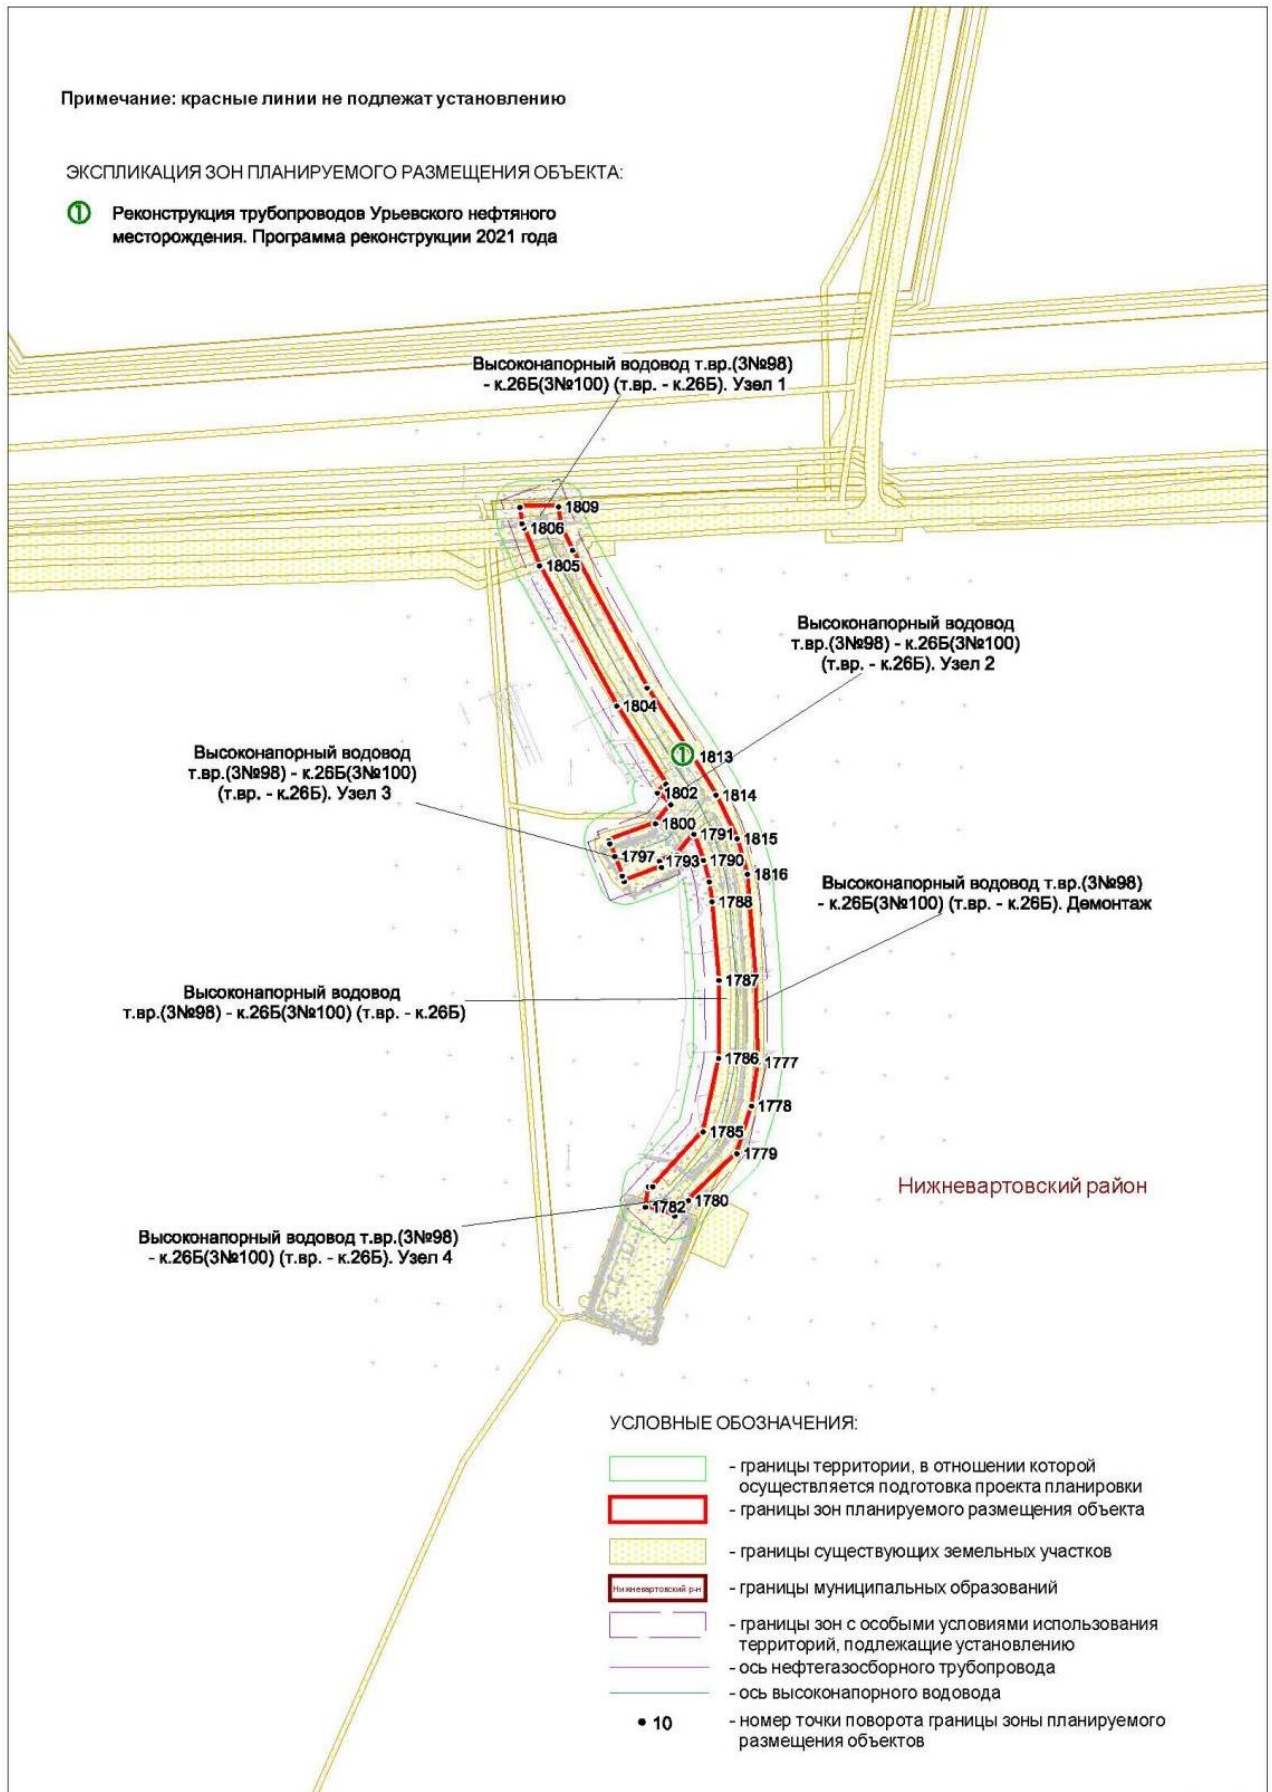 Примечание: красные линии не подлежат установлению
ЭКСПЛИКАЦИЯ ЗОН ПЛАНИРУЕМОГО РАЗМЕЩЕНИЯ ОБЪЕКТА:
1 Реконструкция трубопроводов Урьевского нефтяного
месторождения. Программа реконструкции 2021 года
Высоконапорный водовод т.вр.(3№98)
- к.26Б(3№100) (т.вр. - к.26Б). Узел 1
1809
1806
1805
Высоконапорный водовод
т.вр.(3№98) - к.26Б(3№100)
(т.вр. - к.26Б). Узел 2
1804
1
1813
Высоконапорный водовод
т.вр.(3№98) - к.26Б(3№100)
(т.вр. - к.26Б). Узел 3
1802
1814
1800
1791
1815
1797
1793
1790
1816
1788
Высоконапорный водовод т.вр.(3№98)
- к.26Б(3№100) (т.вр. - к.26Б). Демонтаж
1787
Высоконапорный водовод
т.вр.(3№98) - к.26Б(3№100) (т.вр. - к.26Б)
1786
1777
1778
1785
1779
Нижневартовский район
1780
1782
Высоконапорный водовод т.вр.(3№98)
- к.26Б(3№100) (т.вр. - к.26Б). Узел 4
УСЛОВНЫЕ ОБОЗНАЧЕНИЯ:
- границы территории, в отношении которой
осуществляется подготовка проекта планировки
- границы зон планируемого размещения объекта
- границы существующих земельных участков
Нижневартовский р-н
- границы муниципальных образований
- границы зон с особыми условиями использования
территорий, подлежащие установлению
- ось нефтегазосборного трубопровода
- ось высоконапорного водовода
• 10 - номер точки поворота границы зоны планируемого
размещения объектов